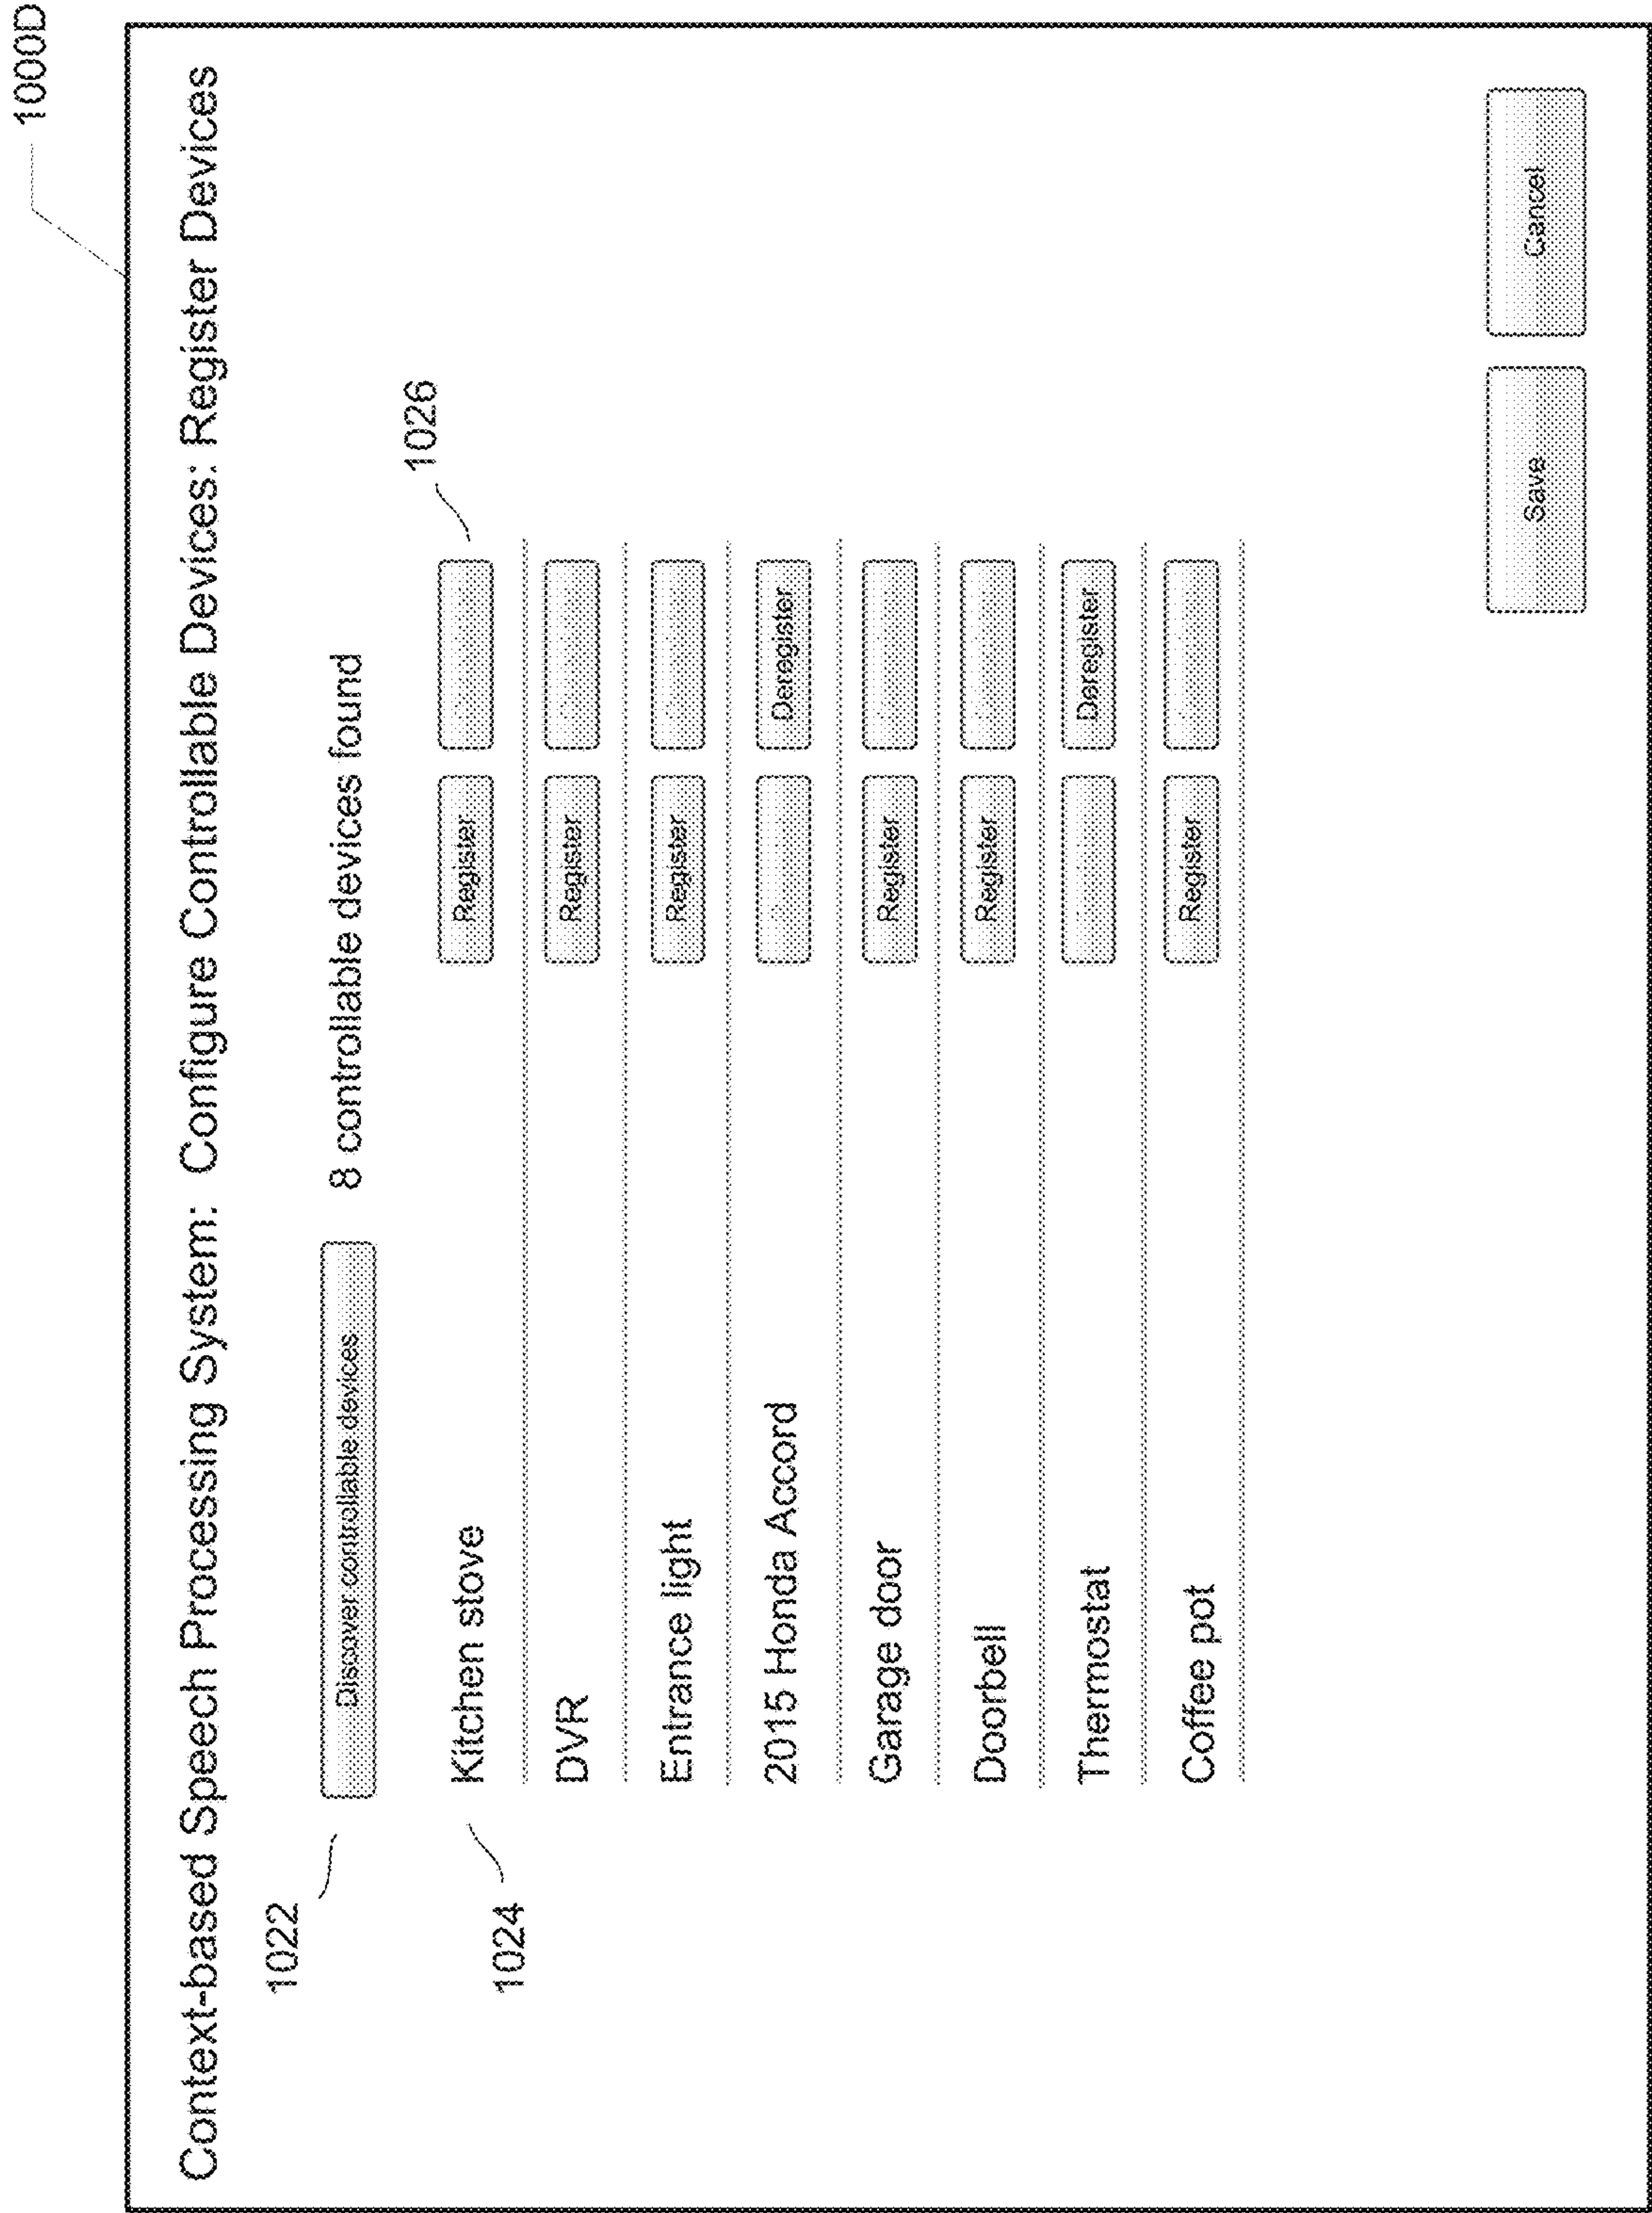 1000D
Context-based Speech Processing System: Configure Controllable Devices: Register Devices
1022
Discover controllable devices 8 controllable devices found
1026
1024
Kitchen stove Register
DVR Register
Entrance light Register
2015 Honda Accord Deregister
Garage door Register
Doorbell Register
Thermostat Deregister
Coffee pot Register
Save Cancel